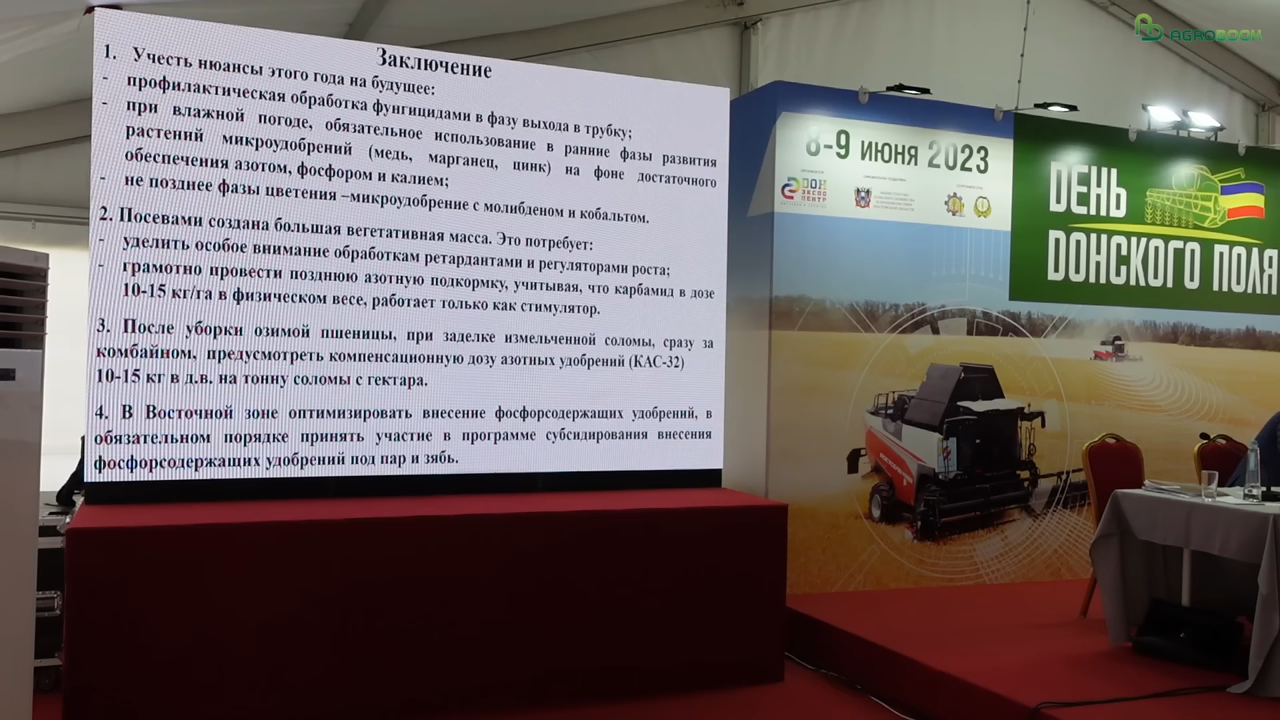 AGROBOOM
Заключение
1. Учесть нюансы этого года на будущее:
- профилактическая обработка фунгицидами в фазу выхода в трубку;
- при влажной погоде, обязательное использование в ранние фазы развития
растений микроудобрений (медь, марганец, цинк) на фоне достаточного
обеспечения азотом, фосфором и калием;
- не позднее фазы цветения –микроудобрение с молибденом и кобальтом.
2. Посевами создана большая вегетативная масса. Это потребует:
уделить особое внимание обработкам ретардантами и регуляторами роста;
- грамотно провести позднюю азотную подкормку, учитывая, что карбамид в дозе
10-15 кг/га в физическом весе, работает только как стимулятор.
3. После уборки озимой пшеницы, при заделке измельченной соломы, сразу за
комбайном, предусмотреть компенсационную дозу азотных удобрений (КАС-32)
10-15 кг в д.в. на тонну соломы с гектара.
4. В Восточной зоне оптимизировать внесение фосфорсодержащих удобрений, в
обязательном порядке принять участие в программе субсидирования внесения
фосфорсодержащих удобрений под пар и зябь.
8-9 июня 2023
ДОН
ЭКСПО
ЦЕНТР
ДЕНЬ
ДОНСКОГО ПОЛЯ